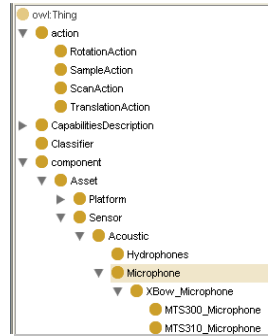 owl:Thing
action
RotationAction
SampleAction
ScanAction
TranslationAction
CapabilitiesDescription
Classifier
component
Asset
Platform
Sensor
Acoustic
Hydrophones
Microphone
XBow_Microphone
MTS300_Microphone
MTS310_Microphone